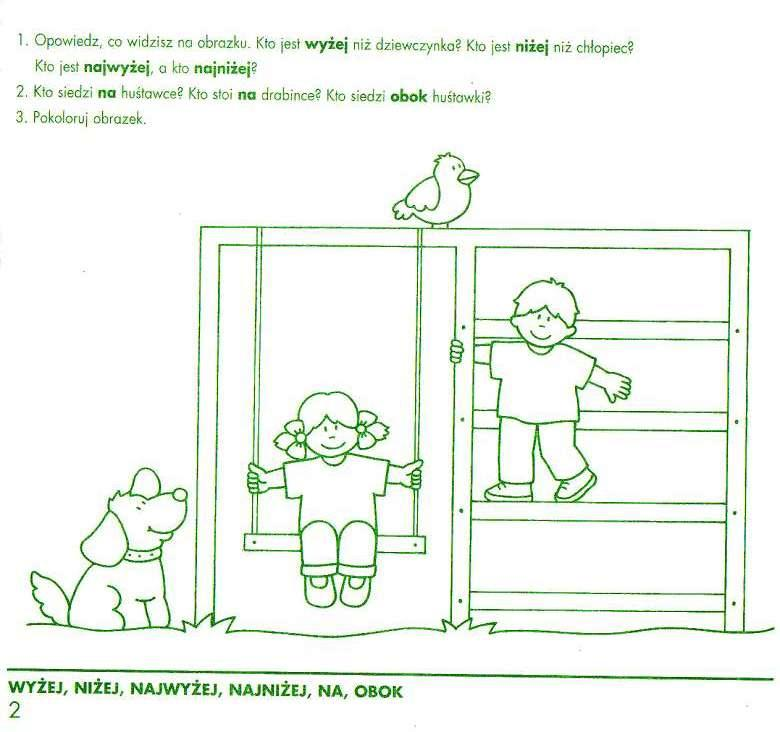 1. Opowiedz, co widzisz na obrazku. Kto jest wyżej niż dziewczynka? Kto jest niżej niż chłopiec?
Kto jest najwyżej, a kto najniżej?
2. Kto siedzi na huśtawce? Kto stoi na drabince? Kto siedzi obok huśtawki?
3. Pokoloruj obrazek.
WYŻEJ, NIŻEJ, NAJWYŻEJ, NAJNIŻEJ, NA, OBOK
2